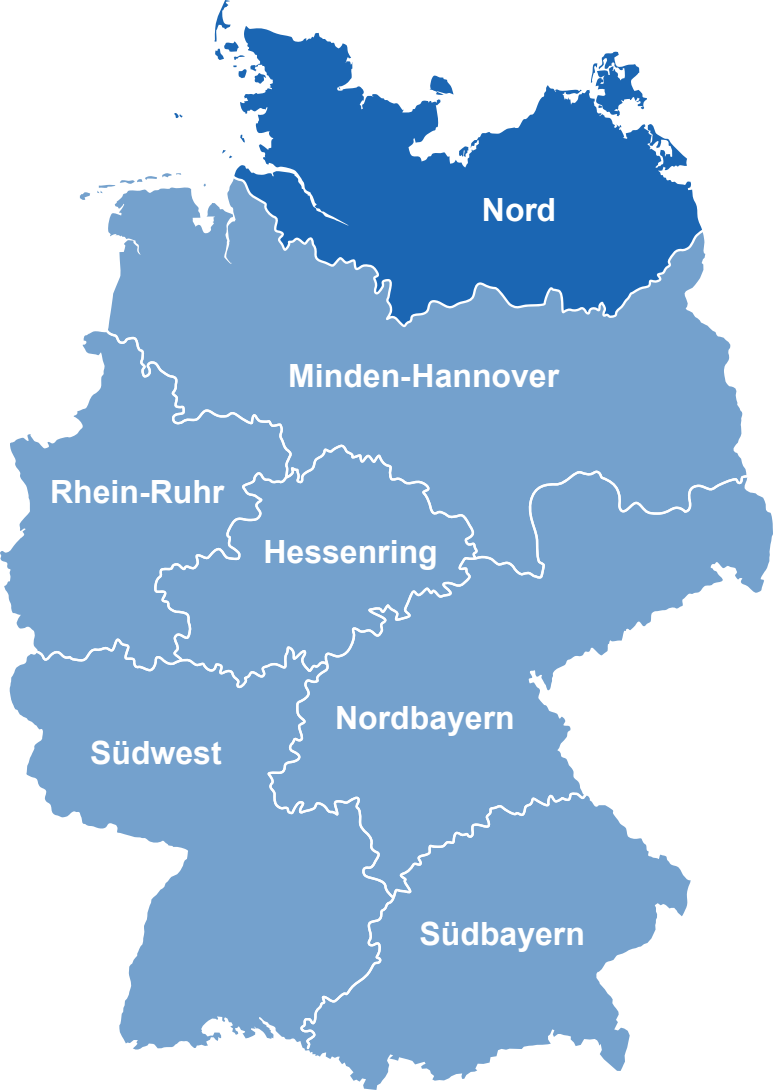 Nord
Minden-Hannover
Rhein-Ruhr
Hessenring
Nordbayern
Südwest
Südbayern